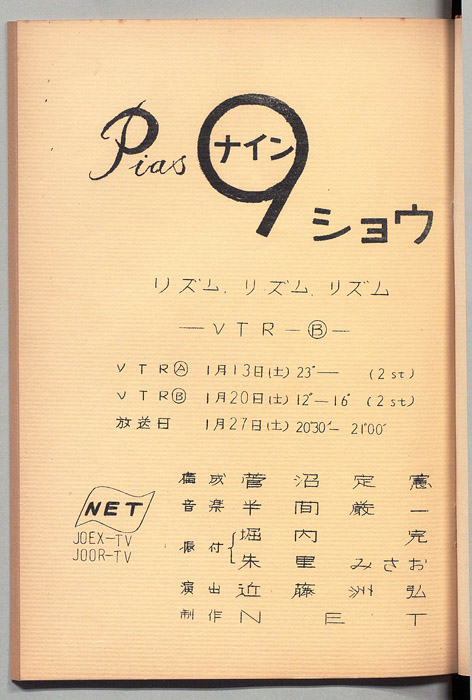 Pias 9 ナイン ショウ
リズム、リズム、リズム
—VTR—Ⓑ—
VTRⒶ 1月13日(土) 23°— (2st)
VTRⒷ 1月20日(土) 12°—16° (2st)
放送日 1月27日(土) 20°30'— 21°00'
構成 菅沼定憲
音楽 半間厳一
振付 { 堀内 完
朱里みさお
演出 近藤 弘
制作 NET
NET
JOEX-TV
JOOR-TV